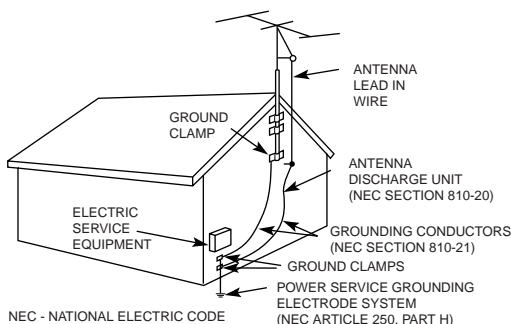 ANTENNA
LEAD IN
WIRE
GROUND
CLAMP
ANTENNA
DISCHARGE UNIT
(NEC SECTION 810-20)
ELECTRIC
SERVICE
EQUIPMENT
GROUNDING CONDUCTORS
(NEC SECTION 810-21)
GROUND CLAMPS
POWER SERVICE GROUNDING
ELECTRODE SYSTEM
(NEC ARTICLE 250, PART H)
NEC - NATIONAL ELECTRIC CODE